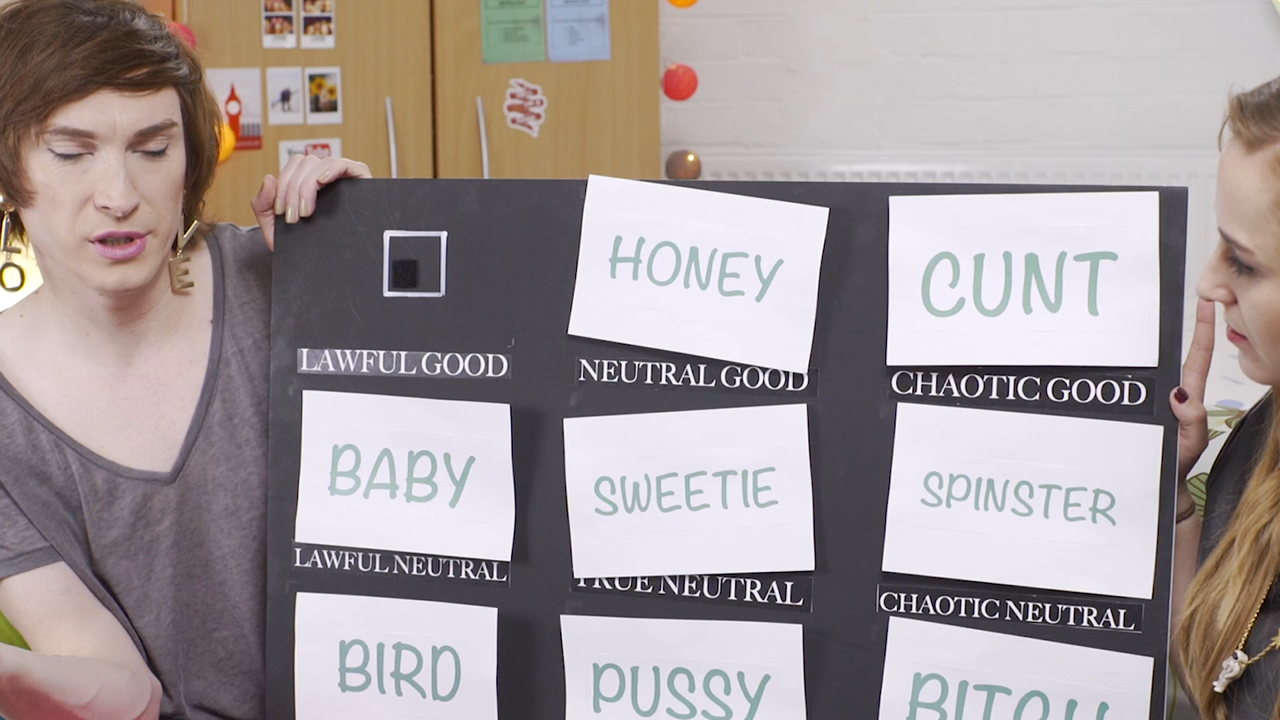 HONEY
CUNT
LAWFUL GOOD
NEUTRAL GOOD
CHAOTIC GOOD
BABY
SWEETIE
SPINSTER
LAWFUL NEUTRAL
TRUE NEUTRAL
CHAOTIC NEUTRAL
BIRD
PUSSY
BITCH